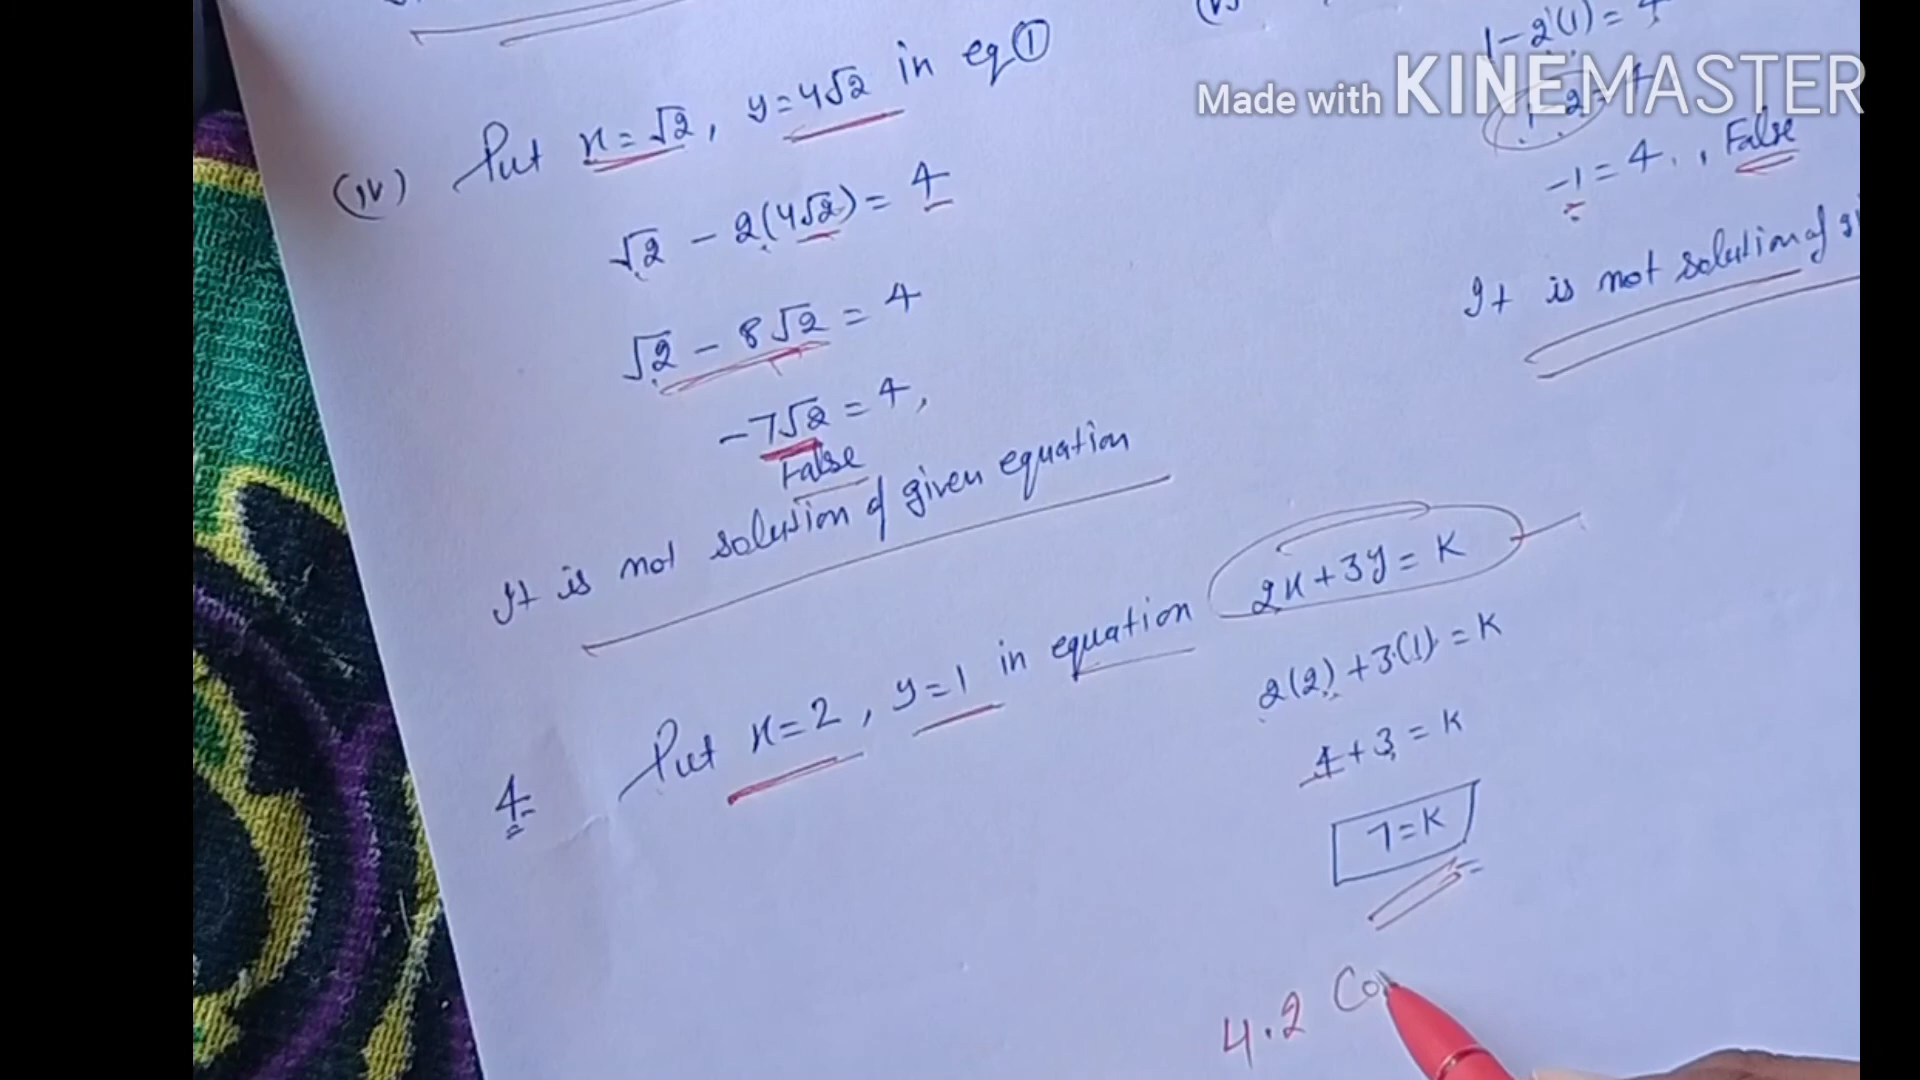 (iv) Put x=√2, y=4√2 in eq①
√2 - 2(4√2) = 4
√2 - 8√2 = 4
-7√2 = 4,
False
It is not solution of given equation
1-2(1) = 4
-1 = 4, False
It is not solution of
Made with KINEMASTER
4 Put x=2, y=1 in equation 2x+3y = K
2(2) +3(1) = K
4+3 = K
7=K
4.2 Co